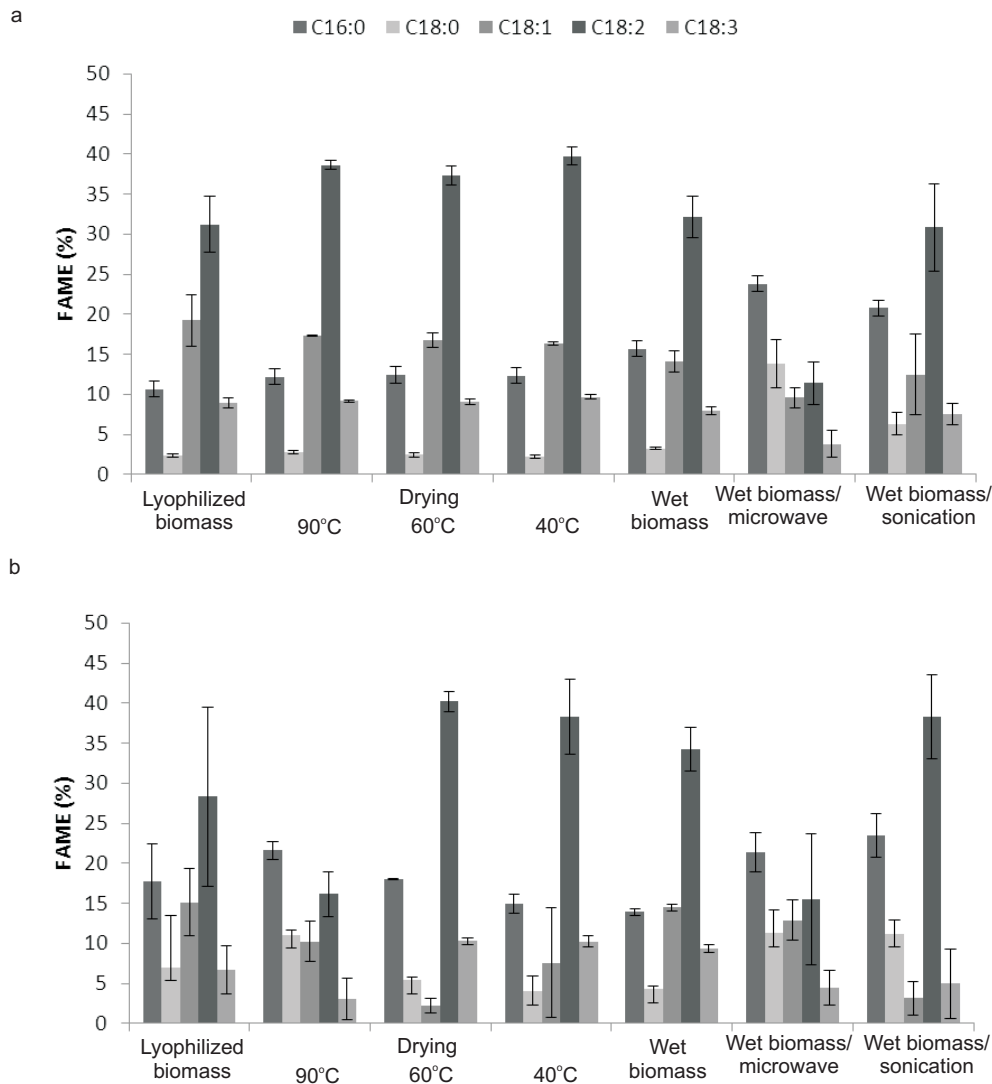 a
C16:0 C18:0 C18:1 C18:2 C18:3
50
45
40
35
30
25
20
15
10
5
0
FAME (%)
Lyophilized
biomass
Drying
90°C 60°C 40°C
Wet
biomass
Wet biomass/
microwave
Wet biomass/
sonication
b
50
45
40
35
30
25
20
15
10
5
0
FAME (%)
Lyophilized
biomass
Drying
90°C 60°C 40°C
Wet
biomass
Wet biomass/
microwave
Wet biomass/
sonication